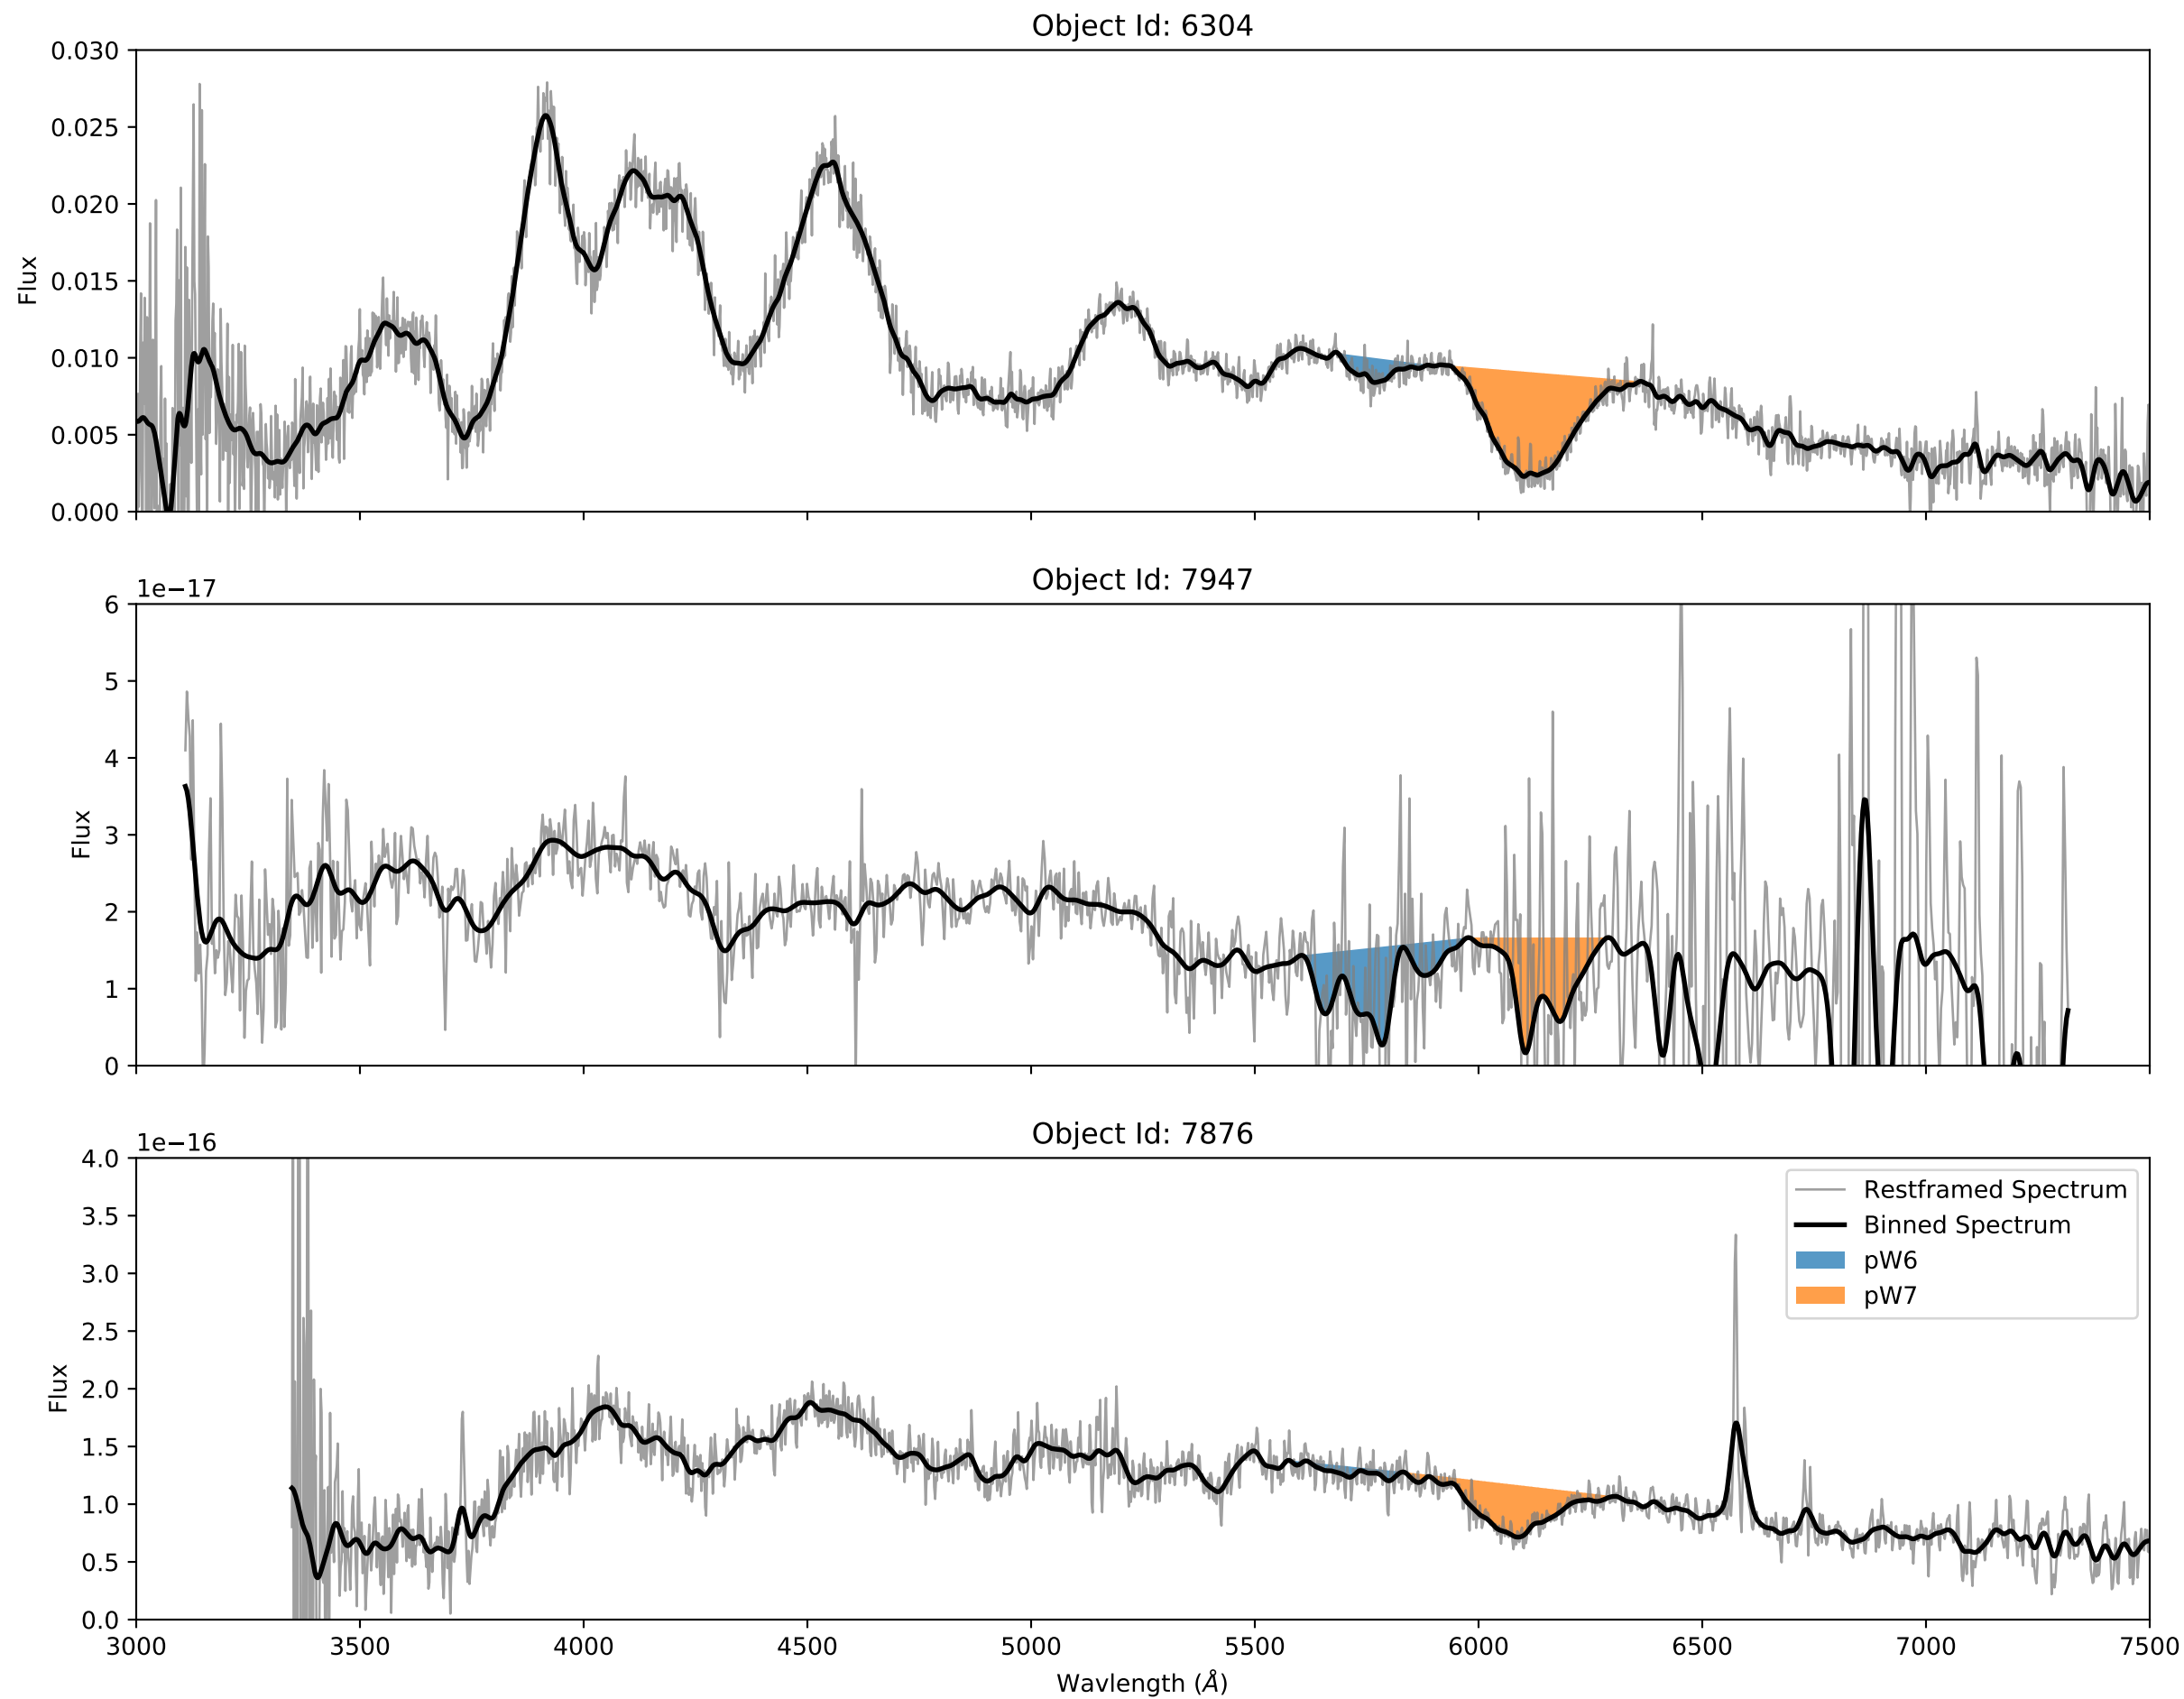 Object Id: 6304
0.030
0.025
0.020
0.015
0.010
0.005
0.000
Flux
Object Id: 7947
1e−17
6
5
4
3
2
1
0
Flux
Object Id: 7876
1e−16
4.0
3.5
3.0
2.5
2.0
1.5
1.0
0.5
0.0
Flux
Restframed Spectrum
Binned Spectrum
pW6
pW7
3000 3500 4000 4500 5000 5500 6000 6500 7000 7500
Wavlength (Å)